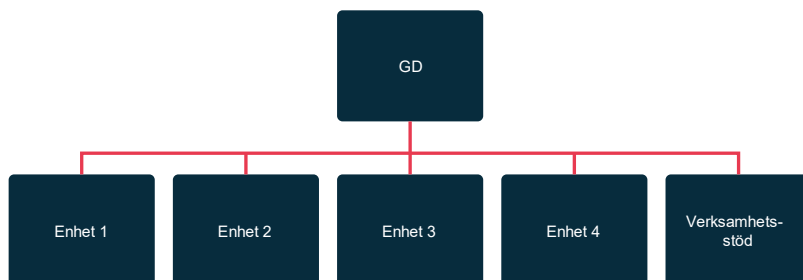 GD
Enhet 1
Enhet 2
Enhet 3
Enhet 4
Verksamhets-
stöd